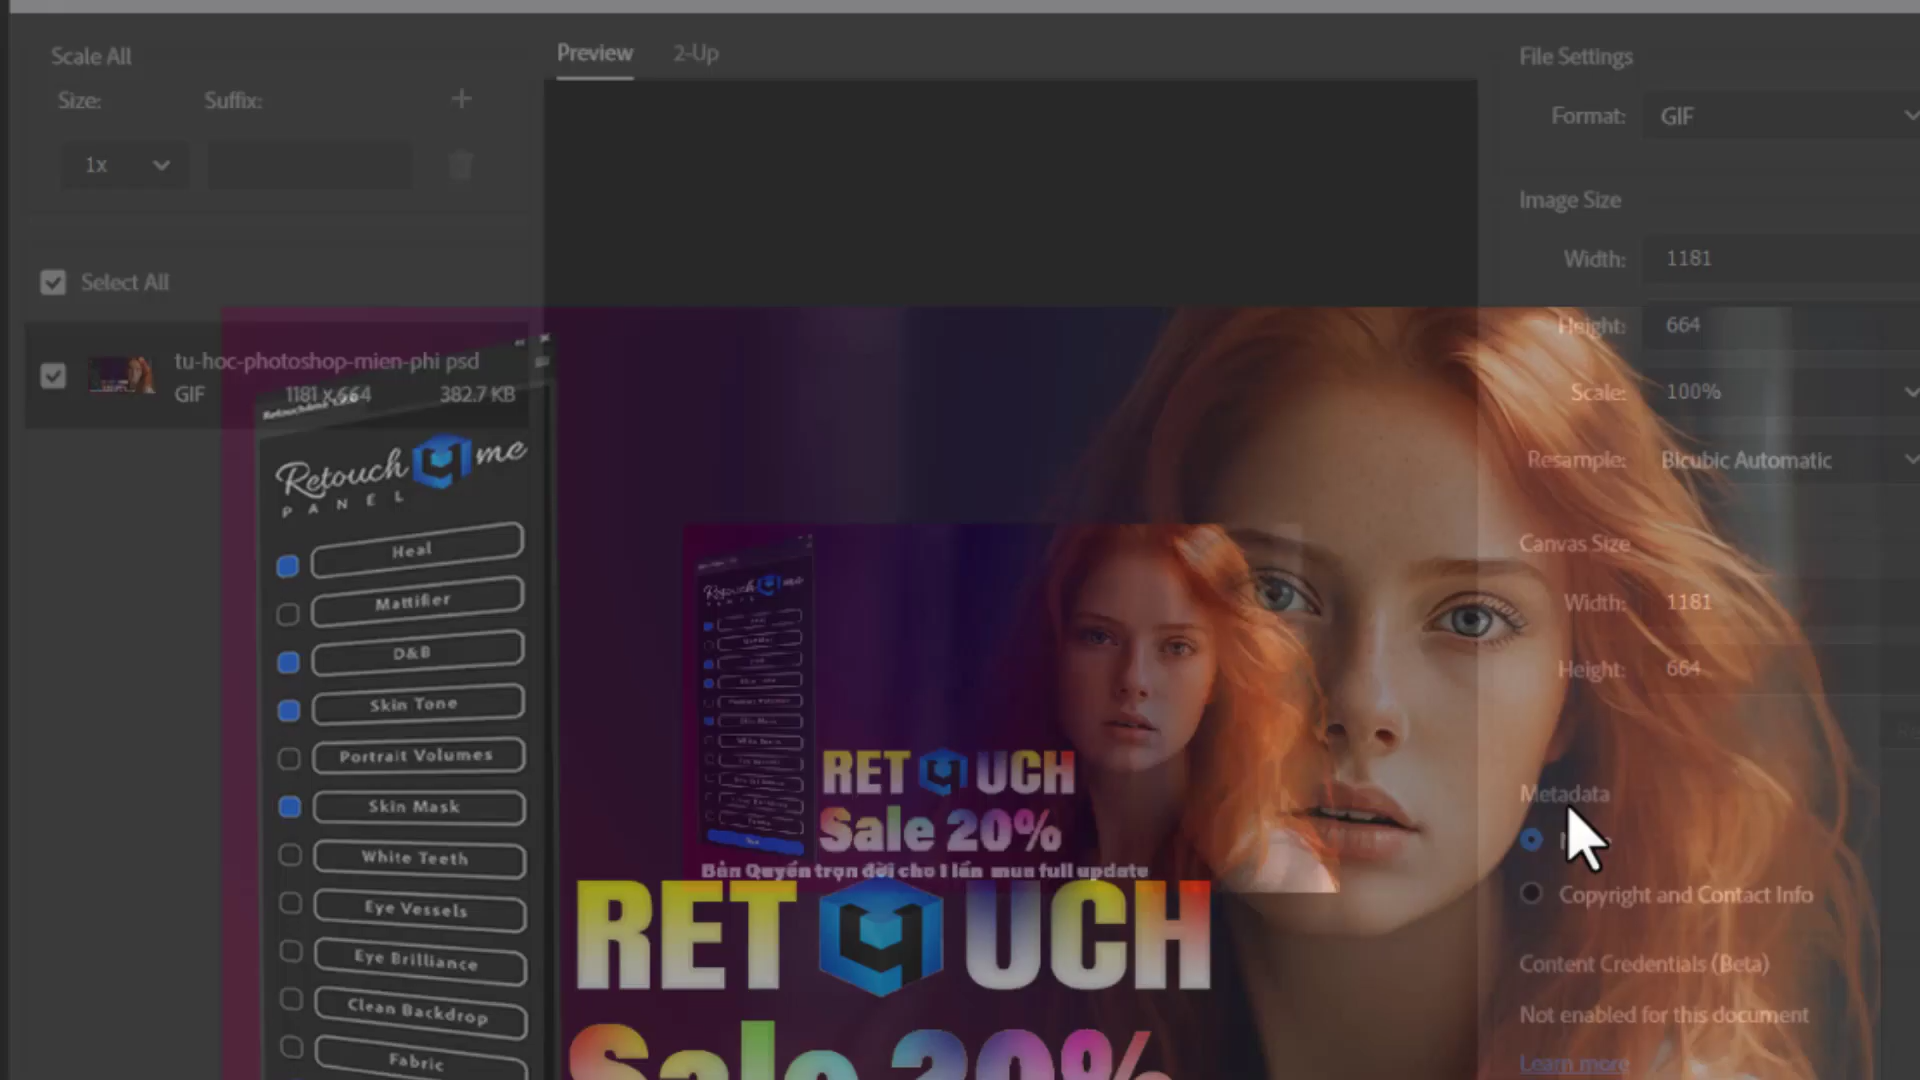 Scale All
Size:
Suffix:
1x
Select All
tu-hoc-photoshop-mien-phi psd
GIF
1181 x 664
382.7 KB
Preview
2-Up
File Settings
Format:
GIF
Image Size
Width:
1181
Height:
664
Scale:
100%
Resample:
Bicubic Automatic
Canvas Size
Width:
1181
Height:
664
Metadata
Copyright and Contact Info
Content Credentials (Beta)
Not enabled for this document
Learn more
Retouch4me
PANEL
Heal
Mattifier
D&B
Skin Tone
Portrait Volumes
Skin Mask
White Teeth
Eye Vessels
Eye Brilliance
Clean Backdrop
Fabric
Retouch me
RET UCH
Sale 20%
Bản Quyền trọn đời cho 1 lần mua full update
RET UCH
Sale 20%